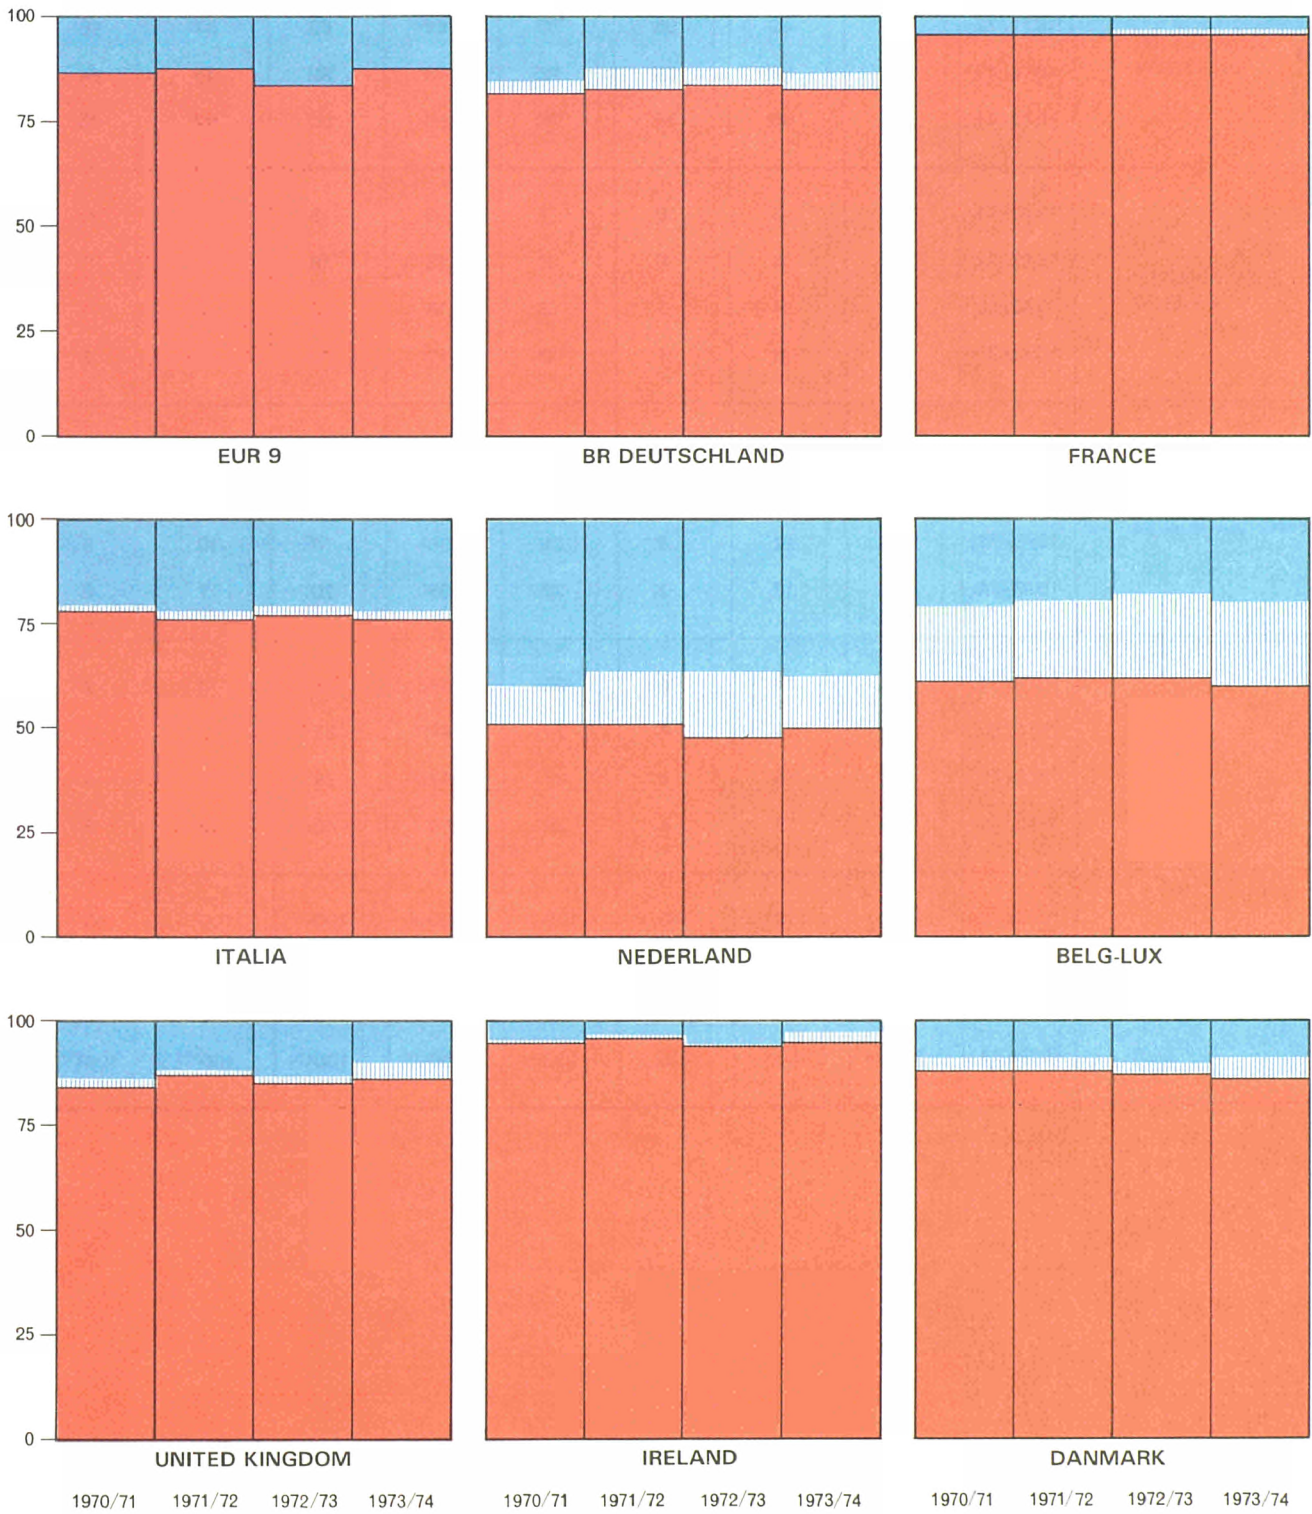 100
75
50
25
0
EUR 9
BR DEUTSCHLAND
FRANCE
100
75
50
25
0
ITALIA
NEDERLAND
BELG-LUX
100
75
50
25
0
UNITED KINGDOM
IRELAND
DANMARK
1970/71 1971/72 1972/73 1973/74 1970/71 1971/72 1972/73 1973/74 1970/71 1971/72 1972/73 1973/74